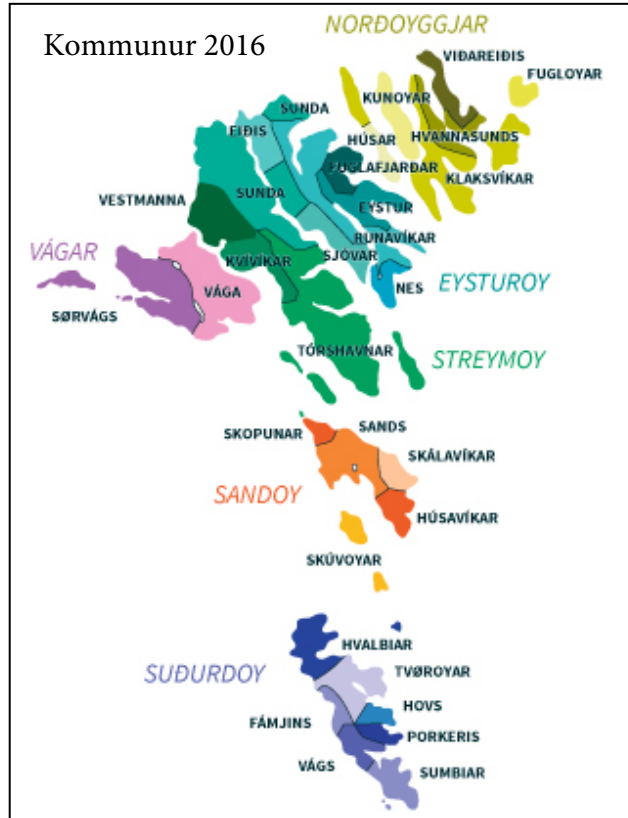 Kommunur 2016
NORÐOYGGJAR
VIÐAREIÐIS
FUGLOYAR
KUNOYAR
SUNDA
EIÐIS
HÚSAR
HVANNASUNDS
FUGLAFJARÐAR
KLAKSVÍKAR
SUNDA
VESTMANNA
EYSTUR
RUNAVÍKAR
VÁGAR
KVÍVÍKAR
SJÓVAR
EYSTUROY
VÁGA
NES
SØRVÁGS
TÓRSHAVNAR
STREYMOY
SKOPUNAR
SANDS
SKÁLAVÍKAR
SANDOY
HÚSAVÍKAR
SKÚVOYAR
HVALBIAR
SUÐURDOY
TVØROYAR
HOVS
FÁMJINS
PORKERIS
VÁGS
SUMBIAR